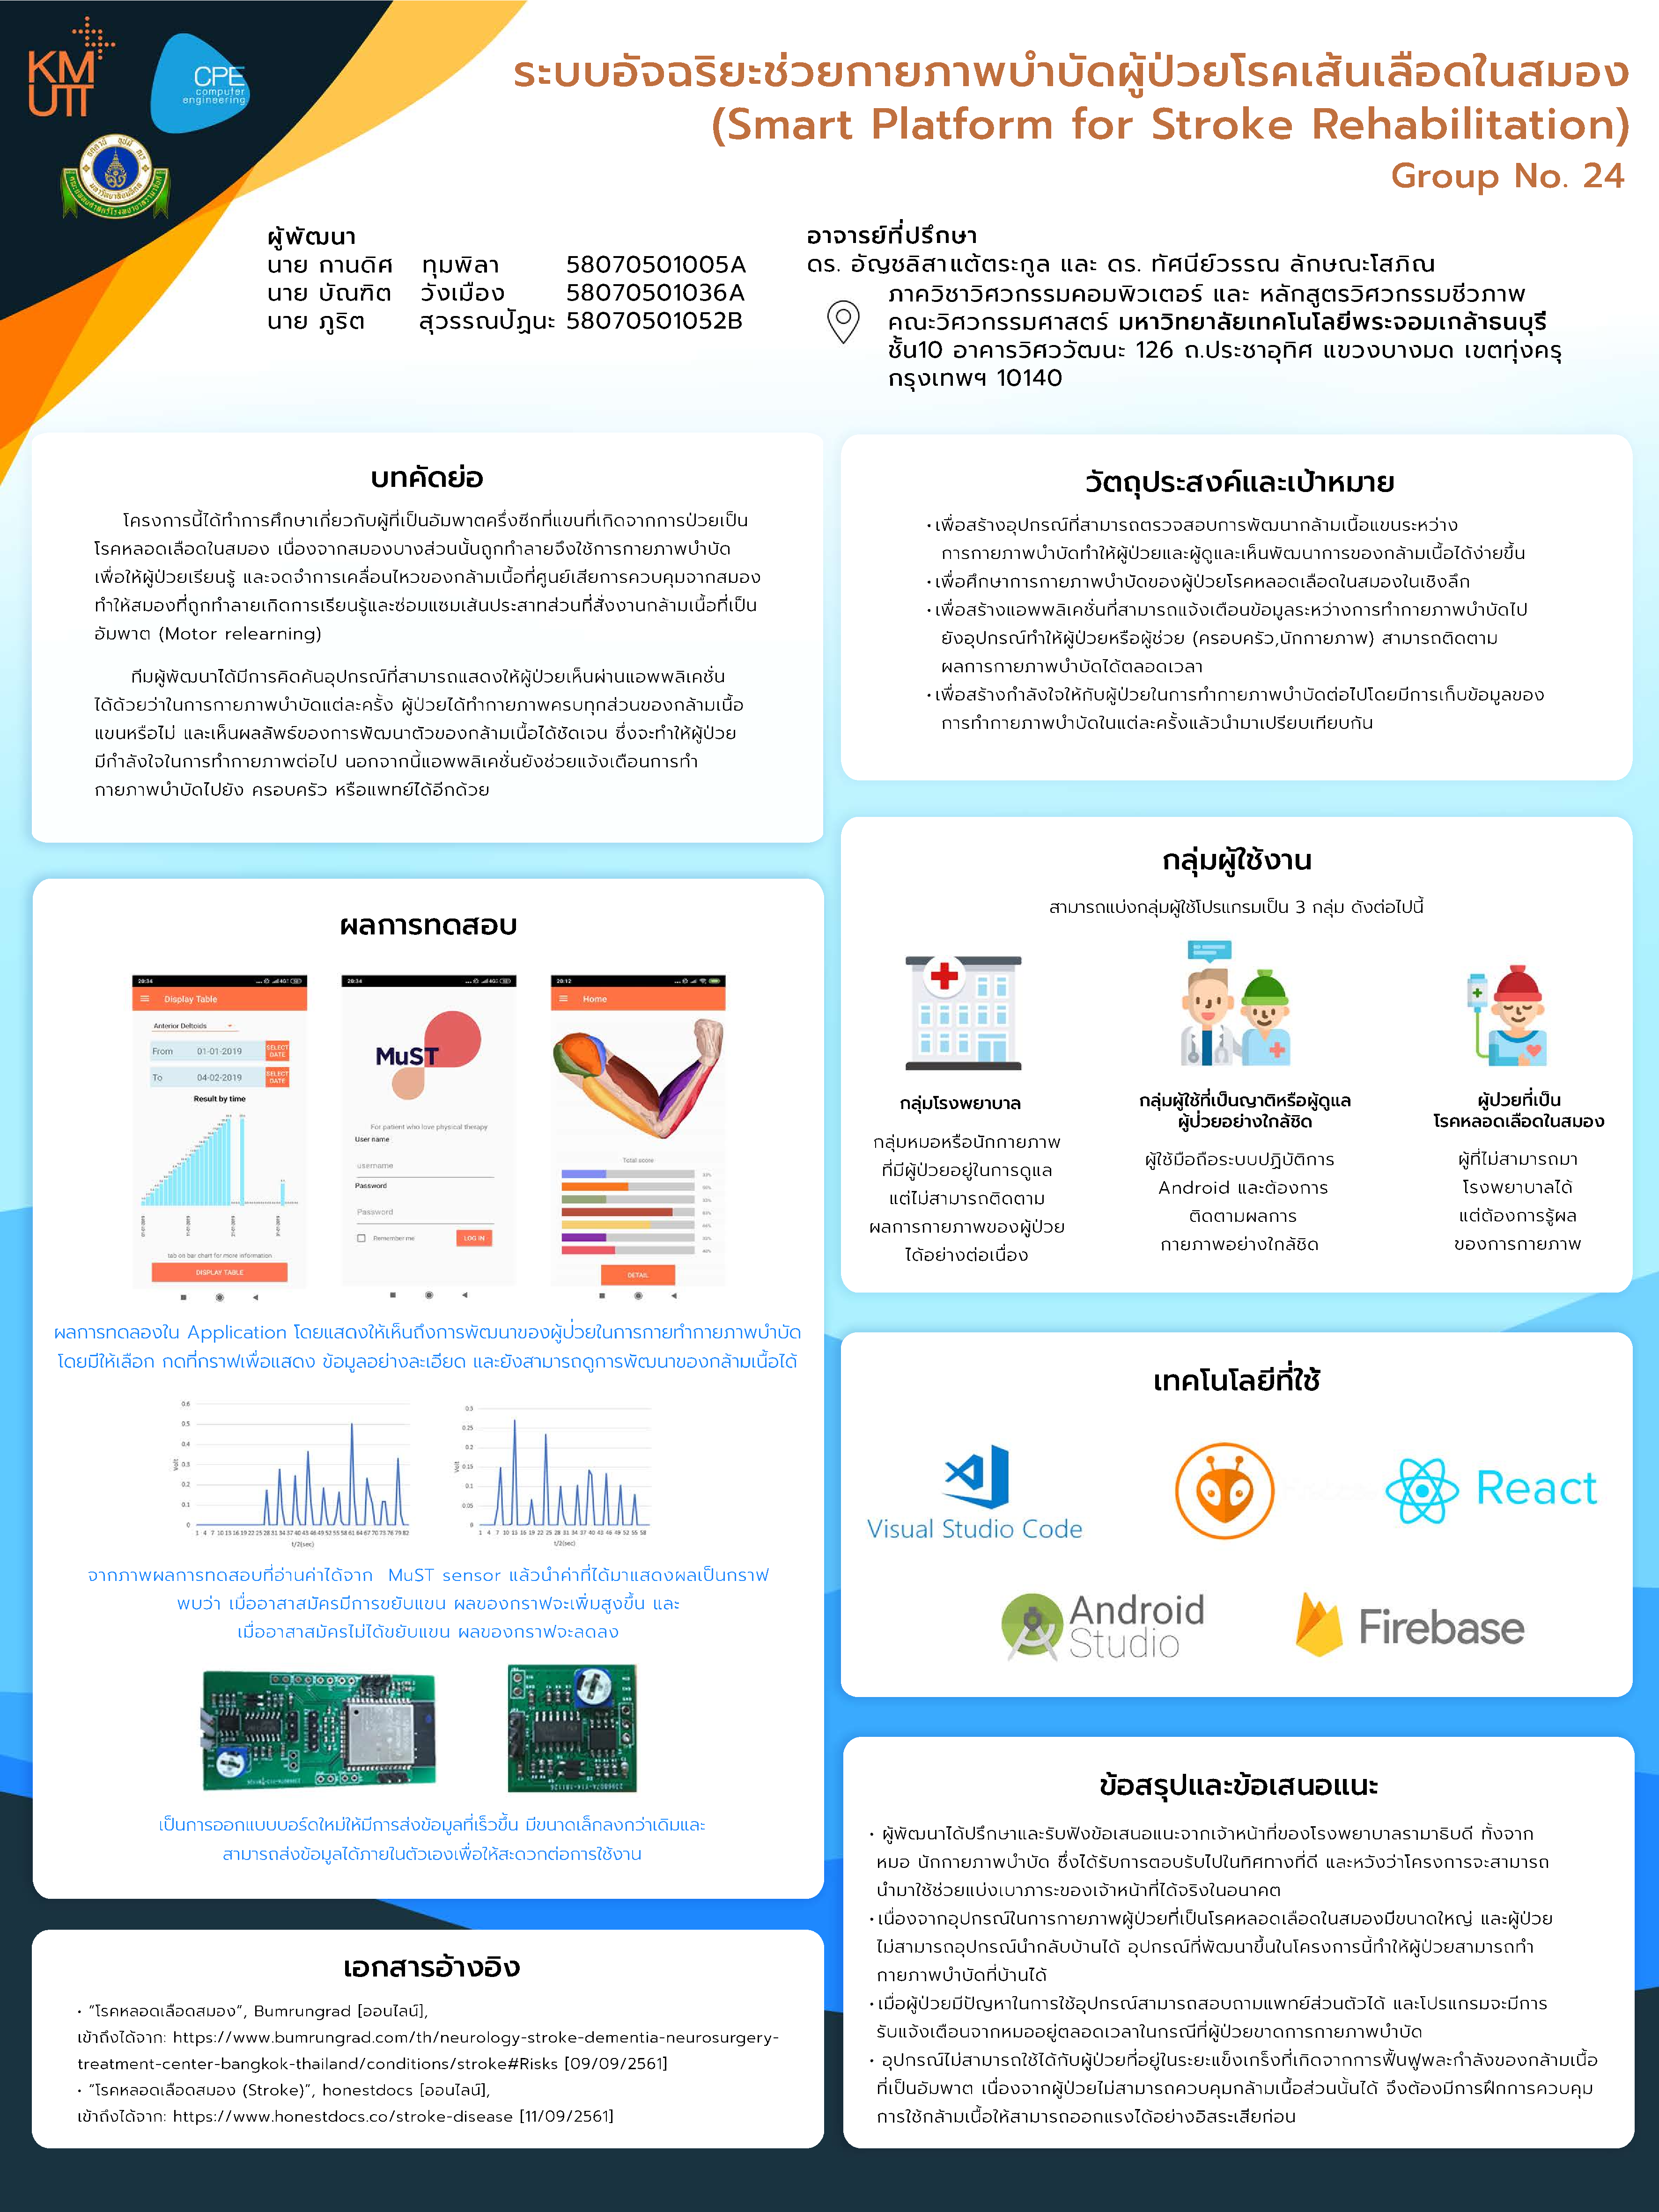 KM
UTT
CPE
computer
engineering
ระบบอัจฉริยะช่วยกายภาพบำบัดผู้ป่วยโรคเส้นเลือดในสมอง
(Smart Platform for Stroke Rehabilitation)
Group No. 24
ผู้พัฒนา
นาย กานดิศ ทุมพิลา 58070501005A
นาย บัณฑิต วังเมือง 58070501036A
นาย ภูริต สุวรรณปัฏนะ 58070501052B
อาจารย์ที่ปรึกษา
ดร. อัญชลิสา แต้ตระกูล และ ดร. ทัศนีย์วรรณ ลักษณะโสภิณ
ภาควิชาวิศวกรรมคอมพิวเตอร์ และ หลักสูตรวิศวกรรมชีวภาพ
คณะวิศวกรรมศาสตร์ มหาวิทยาลัยเทคโนโลยีพระจอมเกล้าธนบุรี
ชั้น10 อาคารวิศววัฒนะ 126 ถ.ประชาอุทิศ แขวงบางมด เขตทุ่งครุ
กรุงเทพฯ 10140
บทคัดย่อ
โครงการนี้ได้ทำการศึกษาเกี่ยวกับผู้ที่เป็นอัมพาตครึ่งซีกที่แขนที่เกิดจากการป่วยเป็น
โรคหลอดเลือดในสมอง เนื่องจากสมองบางส่วนนั้นถูกทำลายจึงใช้การกายภาพบำบัด
เพื่อให้ผู้ป่วยเรียนรู้ และจดจำการเคลื่อนไหวของกล้ามเนื้อที่ศูนย์เสียการควบคุมจากสมอง
ทำให้สมองที่ถูกทำลายเกิดการเรียนรู้และซ่อมแซมเส้นประสาทส่วนที่สั่งงานกล้ามเนื้อที่เป็น
อัมพาต (Motor relearning)
ทีมผู้พัฒนาได้มีการคิดค้นอุปกรณ์ที่สามารถแสดงให้ผู้ป่วยเห็นผ่านแอพพลิเคชั่น
ได้ด้วยว่าในการกายภาพบำบัดแต่ละครั้ง ผู้ป่วยได้ทำกายภาพครบทุกส่วนของกล้ามเนื้อ
แขนหรือไม่ และเห็นผลลัพธ์ของการพัฒนาตัวของกล้ามเนื้อได้ชัดเจน ซึ่งจะทำให้ผู้ป่วย
มีกำลังใจในการทำกายภาพต่อไป นอกจากนี้แอพพลิเคชั่นยังช่วยแจ้งเตือนการทำ
กายภาพบำบัดไปยัง ครอบครัว หรือแพทย์ได้อีกด้วย
วัตถุประสงค์และเป้าหมาย
• เพื่อสร้างอุปกรณ์ที่สามารถตรวจสอบการพัฒนากล้ามเนื้อแขนระหว่าง
การกายภาพบำบัดทำให้ผู้ป่วยและผู้ดูและเห็นพัฒนาการของกล้ามเนื้อได้ง่ายขึ้น
• เพื่อศึกษาการกายภาพบำบัดของผู้ป่วยโรคหลอดเลือดในสมองในเชิงลึก
• เพื่อสร้างแอพพลิเคชั่นที่สามารถแจ้งเตือนข้อมูลระหว่างการทำกายภาพบำบัดไป
ยังอุปกรณ์ทำให้ผู้ป่วยหรือผู้ช่วย (ครอบครัว,นักกายภาพ) สามารถติดตาม
ผลการกายภาพบำบัดได้ตลอดเวลา
• เพื่อสร้างกำลังใจให้กับผู้ป่วยในการทำกายภาพบำบัดต่อไปโดยมีการเก็บข้อมูลของ
การทำกายภาพบำบัดในแต่ละครั้งแล้วนำมาเปรียบเทียบกัน
กลุ่มผู้ใช้งาน
สามารถแบ่งกลุ่มผู้ใช้โปรแกรมเป็น 3 กลุ่ม ดังต่อไปนี้
กลุ่มโรงพยาบาล
กลุ่มหมอหรือนักกายภาพ
ที่มีผู้ป่วยอยู่ในการดูแล
แต่ไม่สามารถติดตาม
ผลการกายภาพของผู้ป่วย
ได้อย่างต่อเนื่อง
กลุ่มผู้ใช้ที่เป็นญาติหรือผู้ดูแล
ผู้ป่วยอย่างใกล้ชิด
ผู้ใช้มือถือระบบปฏิบัติการ
Android และต้องการ
ติดตามผลการ
กายภาพอย่างใกล้ชิด
ผู้ป่วยที่เป็น
โรคหลอดเลือดในสมอง
ผู้ที่ไม่สามารถมา
โรงพยาบาลได้
แต่ต้องการรู้ผล
ของการกายภาพ
ผลการทดสอบ
20:34
Display Table
Anterior Deltoids
From 01-01-2019 SELECT DATE
To 04-02-2019 SELECT DATE
Result by time
tab on bar chart for more information
DISPLAY TABLE
20:34
MuST
For patient who love physical therapy
User name
username
Password
Password
Remember me
LOG IN
20:12
Home
Total score
DETAIL
ผลการทดลองใน Application โดยแสดงให้เห็นถึงการพัฒนาของผู้ป่วยในการกายทำกายภาพบำบัด
โดยมีให้เลือก กดที่กราฟเพื่อแสดง ข้อมูลอย่างละเอียด และยังสามารถดูการพัฒนาของกล้ามเนื้อได้
0.6
0.5
0.4
0.3
0.2
0.1
0
Volt
1 4 7 10 13 16 19 22 25 28 31 34 37 40 43 46 49 52 55 58 61 64 67 70 73 76 79 82
t/2(sec)
0.3
0.25
0.2
0.15
0.1
0.05
0
Volt
1 4 7 10 13 16 19 22 25 28 31 34 37 40 43 46 49 52 55 58
t/2(sec)
จากภาพผลการทดสอบที่อ่านค่าได้จาก MuST sensor แล้วนำค่าที่ได้มาแสดงผลเป็นกราฟ
พบว่า เมื่ออาสาสมัครมีการขยับแขน ผลของกราฟจะเพิ่มสูงขึ้น และ
เมื่ออาสาสมัครไม่ได้ขยับแขน ผลของกราฟจะลดลง
เป็นการออกแบบบอร์ดใหม่ให้มีการส่งข้อมูลที่เร็วขึ้น มีขนาดเล็กลงกว่าเดิมและ
สามารถส่งข้อมูลได้ภายในตัวเองเพื่อให้สะดวกต่อการใช้งาน
เทคโนโลยีที่ใช้
Visual Studio Code
React
Android
Studio
Firebase
ข้อสรุปและข้อเสนอแนะ
• ผู้พัฒนาได้ปรึกษาและรับฟังข้อเสนอแนะจากเจ้าหน้าที่ของโรงพยาบาลรามาธิบดี ทั้งจาก
หมอ นักกายภาพบำบัด ซึ่งได้รับการตอบรับไปในทิศทางที่ดี และหวังว่าโครงการจะสามารถ
นำมาใช้ช่วยแบ่งเบาภาระของเจ้าหน้าที่ได้จริงในอนาคต
• เนื่องจากอุปกรณ์ในการกายภาพผู้ป่วยที่เป็นโรคหลอดเลือดในสมองมีขนาดใหญ่ และผู้ป่วย
ไม่สามารถอุปกรณ์นำกลับบ้านได้ อุปกรณ์ที่พัฒนาขึ้นในโครงการนี้ทำให้ผู้ป่วยสามารถทำ
กายภาพบำบัดที่บ้านได้
• เมื่อผู้ป่วยมีปัญหาในการใช้อุปกรณ์สามารถสอบถามแพทย์ส่วนตัวได้ และโปรแกรมจะมีการ
รับแจ้งเตือนจากหมออยู่ตลอดเวลาในกรณีที่ผู้ป่วยขาดการกายภาพบำบัด
• อุปกรณ์ไม่สามารถใช้ได้กับผู้ป่วยที่อยู่ในระยะแข็งเกร็งที่เกิดจากการฟื้นฟูพละกำลังของกล้ามเนื้อ
ที่เป็นอัมพาต เนื่องจากผู้ป่วยไม่สามารถควบคุมกล้ามเนื้อส่วนนั้นได้ จึงต้องมีการฝึกการควบคุม
การใช้กล้ามเนื้อให้สามารถออกแรงได้อย่างอิสระเสียก่อน
เอกสารอ้างอิง
• “โรคหลอดเลือดสมอง”, Bumrungrad [ออนไลน์],
เข้าถึงได้จาก: https://www.bumrungrad.com/th/neurology-stroke-dementia-neurosurgery-
treatment-center-bangkok-thailand/conditions/stroke#Risks [09/09/2561]
• “โรคหลอดเลือดสมอง (Stroke)”, honestdocs [ออนไลน์],
เข้าถึงได้จาก: https://www.honestdocs.co/stroke-disease [11/09/2561]